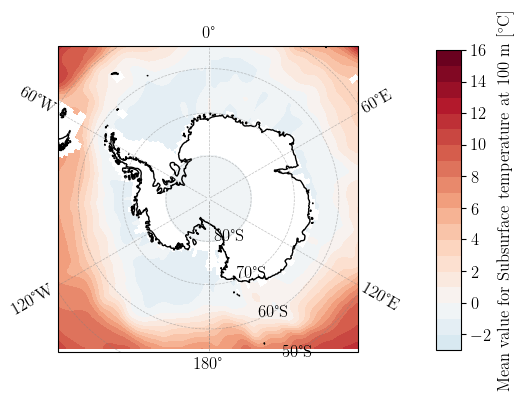 0°
60°W
60°E
80°S
70°S
60°S
50°S
120°W
120°E
180°
16
14
12
10
8
6
4
2
0
−2
Mean value for Subsurface temperature at 100 m [°C]